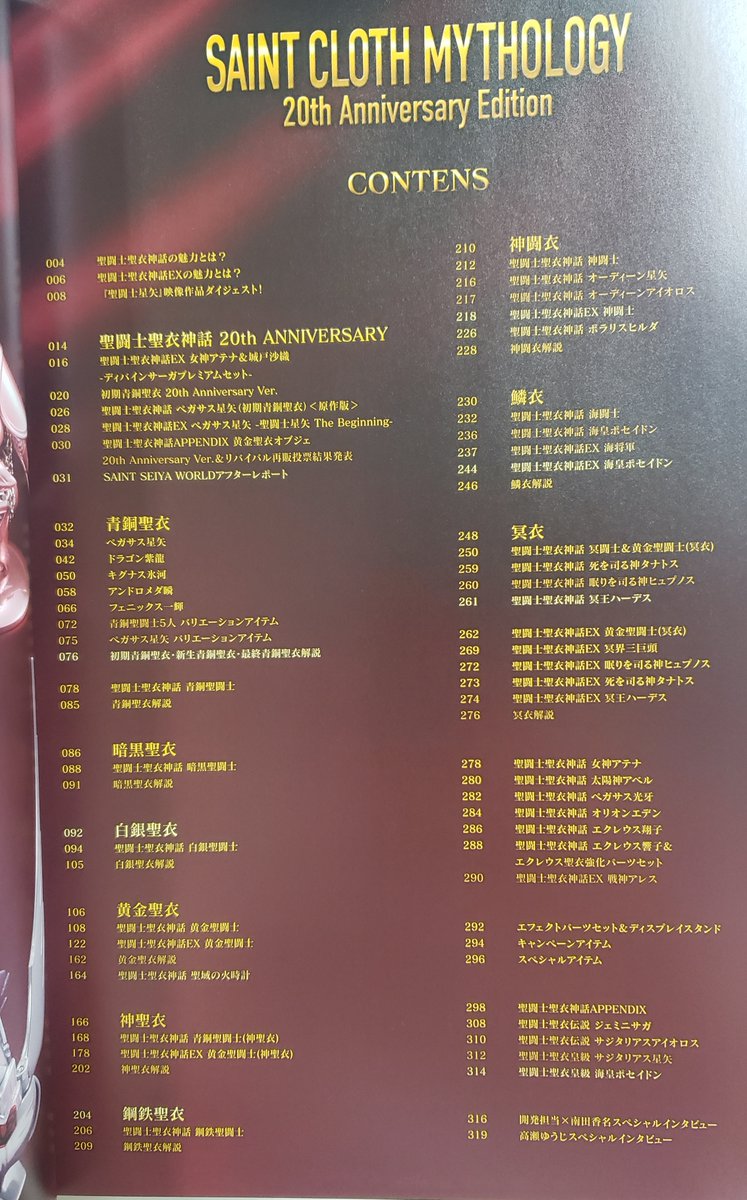 SAINT CLOTH MYTHOLOGY
20th Anniversary Edition
CONTENS
004 聖闘士聖衣神話の魅力とは?
006 聖闘士聖衣神話EXの魅力とは?
008 『聖闘士星矢』映像作品ダイジェスト!
014 聖闘士聖衣神話 20th ANNIVERSARY
016 聖闘士聖衣神話EX 女神アテナ&城戸沙織
-ディバインサーガプレミアムセット-
020 初期青銅聖衣 20th Anniversary Ver.
026 聖闘士聖衣神話 ペガサス星矢(初期青銅聖衣)<原作版>
028 聖闘士聖衣神話EX ペガサス星矢 -聖闘士星矢 The Beginning-
030 聖闘士聖衣神話APPENDIX 黄金聖衣オブジェ
20th Anniversary Ver.&リバイバル再販投票結果発表
031 SAINT SEIYA WORLDアフターレポート
032 青銅聖衣
034 ペガサス星矢
042 ドラゴン紫龍
050 キグナス氷河
058 アンドロメダ瞬
066 フェニックス一輝
072 青銅聖闘士5人 バリエーションアイテム
075 ペガサス星矢 バリエーションアイテム
076 初期青銅聖衣・新生青銅聖衣・最終青銅聖衣解説
078 聖闘士聖衣神話 青銅聖闘士
085 青銅聖衣解説
086 暗黒聖衣
088 聖闘士聖衣神話 暗黒聖闘士
091 暗黒聖衣解説
092 白銀聖衣
094 聖闘士聖衣神話 白銀聖闘士
105 白銀聖衣解説
106 黄金聖衣
108 聖闘士聖衣神話 黄金聖闘士
122 聖闘士聖衣神話EX 黄金聖闘士
162 黄金聖衣解説
164 聖闘士聖衣神話 聖域の火時計
166 神聖衣
168 聖闘士聖衣神話 青銅聖闘士(神聖衣)
178 聖闘士聖衣神話EX 黄金聖闘士(神聖衣)
202 神聖衣解説
204 鋼鉄聖衣
206 聖闘士聖衣神話 鋼鉄聖闘士
209 鋼鉄聖衣解説
210 神闘衣
212 聖闘士聖衣神話 神闘士
216 聖闘士聖衣神話 オーディーン星矢
217 聖闘士聖衣神話 オーディーンアイオロス
218 聖闘士聖衣神話EX 神闘士
226 聖闘士聖衣神話 ポラリスヒルダ
228 神闘衣解説
230 鱗衣
232 聖闘士聖衣神話 海闘士
236 聖闘士聖衣神話 海皇ポセイドン
237 聖闘士聖衣神話EX 海将軍
244 聖闘士聖衣神話EX 海皇ポセイドン
246 鱗衣解説
248 冥衣
250 聖闘士聖衣神話 冥闘士&黄金聖闘士(冥衣)
259 聖闘士聖衣神話 死を司る神タナトス
260 聖闘士聖衣神話 眠りを司る神ヒュプノス
261 聖闘士聖衣神話 冥王ハーデス
262 聖闘士聖衣神話EX 黄金聖闘士(冥衣)
269 聖闘士聖衣神話EX 冥界三巨頭
272 聖闘士聖衣神話EX 眠りを司る神ヒュプノス
273 聖闘士聖衣神話EX 死を司る神タナトス
274 聖闘士聖衣神話EX 冥王ハーデス
276 冥衣解説
278 聖闘士聖衣神話 女神アテナ
280 聖闘士聖衣神話 太陽神アベル
282 聖闘士聖衣神話 ペガサス光牙
284 聖闘士聖衣神話 オリオンエデン
286 聖闘士聖衣神話 エクレウス翔子
288 聖闘士聖衣神話 エクレウス響子&
エクレウス聖衣強化パーツセット
290 聖闘士聖衣神話EX 戦神アレス
292 エフェクトパーツセット&ディスプレイスタンド
294 キャンペーンアイテム
296 スペシャルアイテム
298 聖闘士聖衣神話APPENDIX
308 聖闘士聖衣伝説 ジェミニサガ
310 聖闘士聖衣伝説 サジタリアスアイオロス
312 聖闘士聖衣皇級 サジタリアス星矢
314 聖闘士聖衣皇級 海皇ポセイドン
316 開発担当×南田香名スペシャルインタビュー
319 高瀬ゆうじスペシャルインタビュー